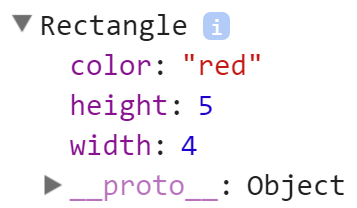 ▼ Rectangle i
color: "red"
height: 5
width: 4
▶ __proto__: Object